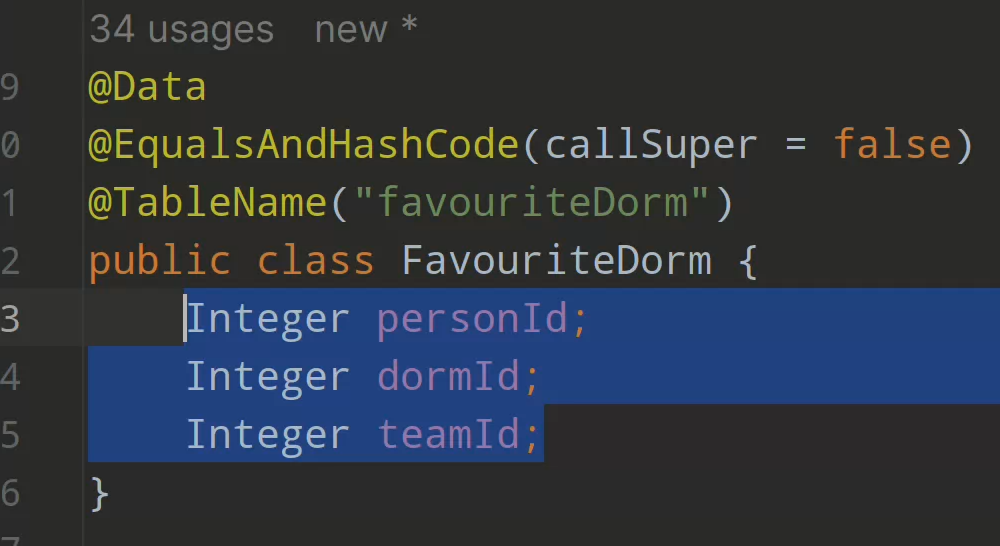 34 usages   new *
9 @Data
0 @EqualsAndHashCode(callSuper = false)
1 @TableName("favouriteDorm")
2 public class FavouriteDorm {
3     Integer personId;
4     Integer dormId;
5     Integer teamId;
6 }
7